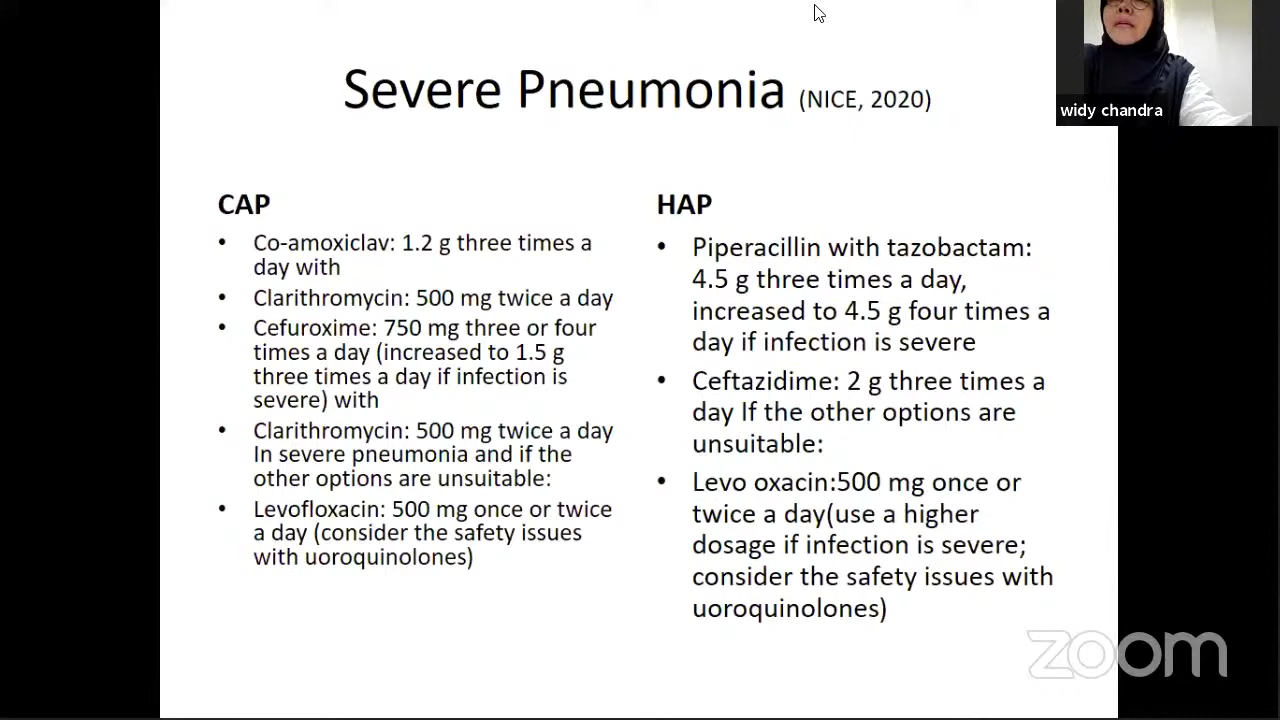 Severe Pneumonia (NICE, 2020)
widy chandra
CAP
• Co-amoxiclav: 1.2 g three times a
day with
• Clarithromycin: 500 mg twice a day
• Cefuroxime: 750 mg three or four
times a day (increased to 1.5 g
three times a day if infection is
severe) with
• Clarithromycin: 500 mg twice a day
In severe pneumonia and if the
other options are unsuitable:
• Levofloxacin: 500 mg once or twice
a day (consider the safety issues
with uoroquinolones)
HAP
• Piperacillin with tazobactam:
4.5 g three times a day,
increased to 4.5 g four times a
day if infection is severe
• Ceftazidime: 2 g three times a
day If the other options are
unsuitable:
• Levo oxacin:500 mg once or
twice a day(use a higher
dosage if infection is severe;
consider the safety issues with
uoroquinolones)
zoom